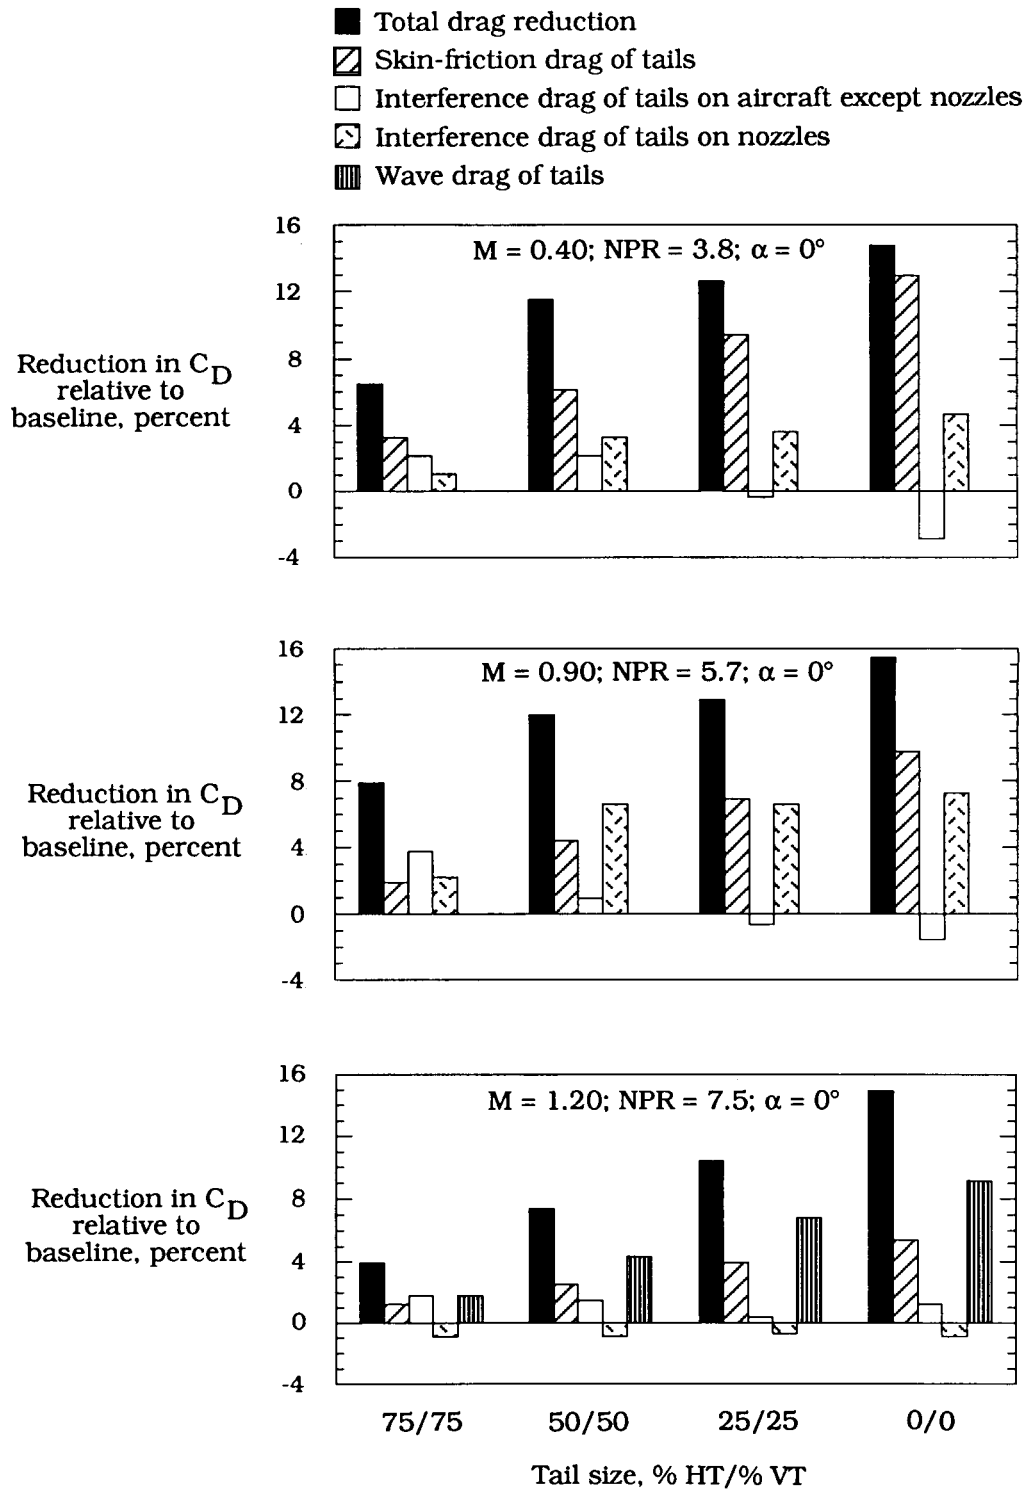 Total drag reduction
Skin-friction drag of tails
Interference drag of tails on aircraft except nozzles
Interference drag of tails on nozzles
Wave drag of tails
16
12
8
4
0
-4
M = 0.40; NPR = 3.8; α = 0°
Reduction in CD
relative to
baseline, percent
16
12
8
4
0
-4
M = 0.90; NPR = 5.7; α = 0°
Reduction in CD
relative to
baseline, percent
16
12
8
4
0
-4
M = 1.20; NPR = 7.5; α = 0°
Reduction in CD
relative to
baseline, percent
75/75 50/50 25/25 0/0
Tail size, % HT/% VT